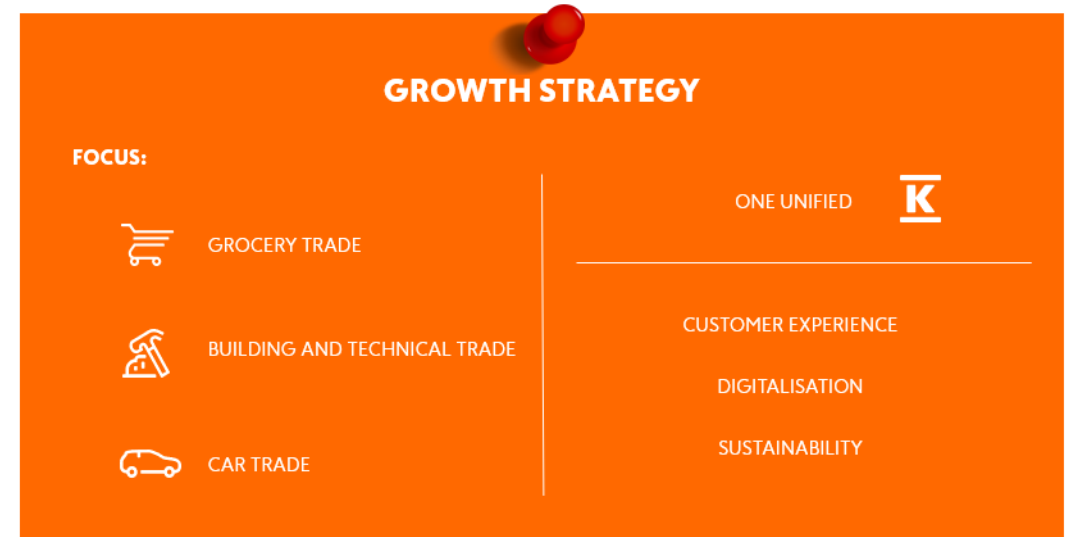 GROWTH STRATEGY
FOCUS:
GROCERY TRADE
BUILDING AND TECHNICAL TRADE
CAR TRADE
ONE UNIFIED K
CUSTOMER EXPERIENCE
DIGITALISATION
SUSTAINABILITY